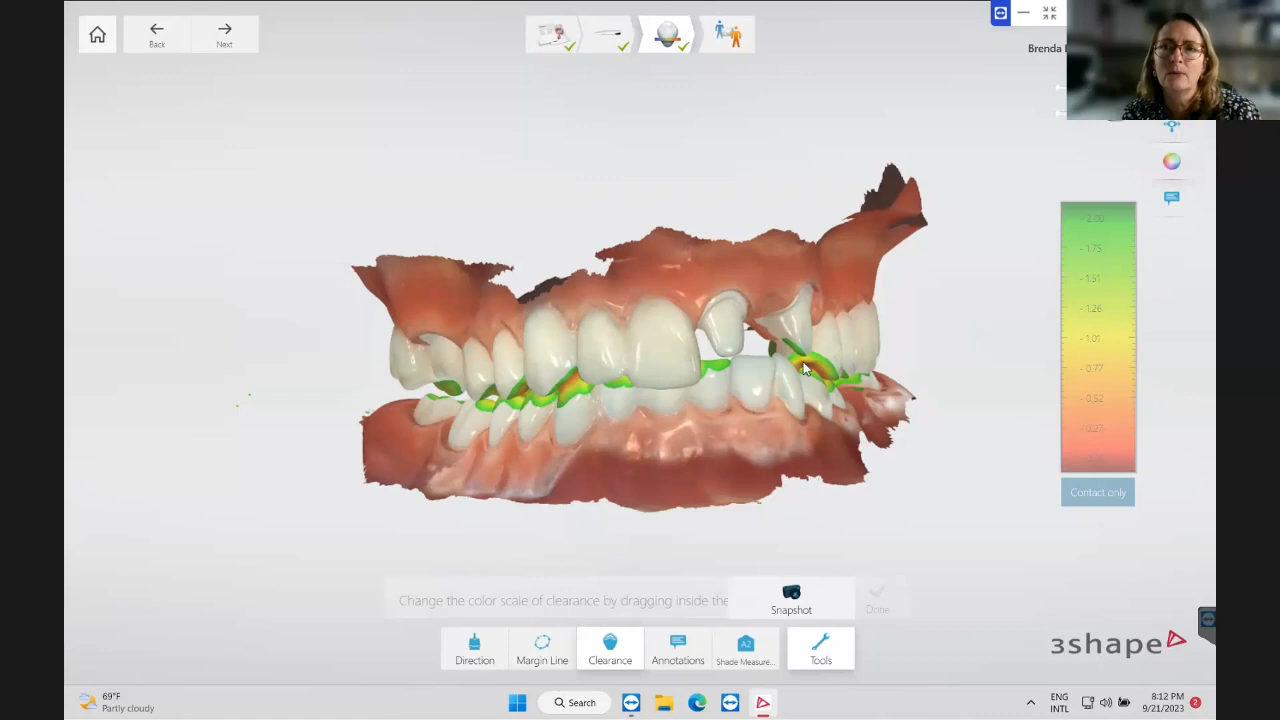 Back
Next
Brenda
2.00
1.75
1.51
1.26
1.01
0.77
0.52
0.27
Contact only
Change the color scale of clearance by dragging inside the
Snapshot
Done
Direction
Margin Line
Clearance
Annotations
A2
Shade Measure...
Tools
3shape
69°F
Partly cloudy
Search
ENG
INTL
8:12 PM
9/21/2023
2